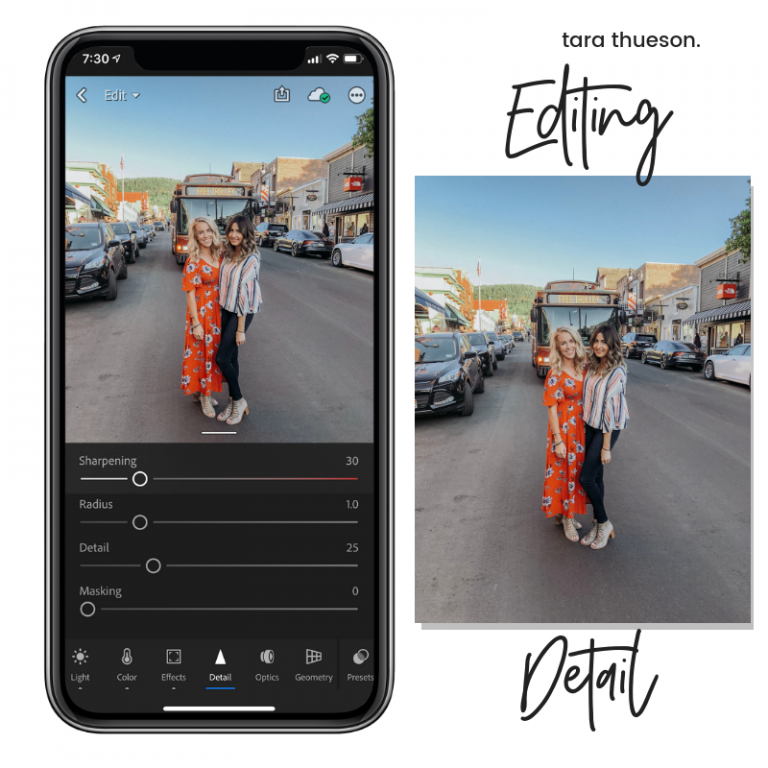 7:30
Edit
Sharpening 30
Radius 1.0
Detail 25
Masking 0
Light Color Effects Detail Optics Geometry Presets
tara thueson.
Editing
Detail